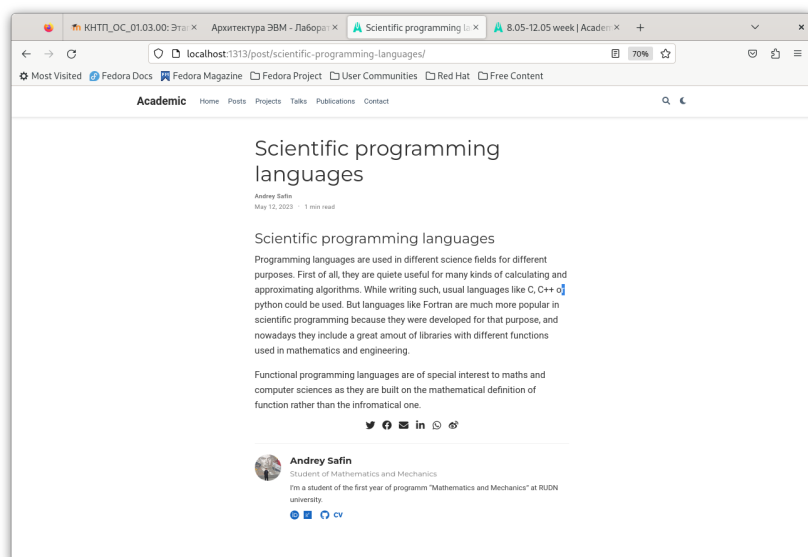 КНТП_ОС_01.03.00: Эта
Архитектура ЭВМ - Лаборат
Scientific programming la
8.05-12.05 week | Academ
localhost:1313/post/scientific-programming-languages/
70%
Most Visited Fedora Docs Fedora Magazine Fedora Project User Communities Red Hat Free Content
Academic Home Posts Projects Talks Publications Contact
Scientific programming
languages
Andrey Safin
May 12, 2023 · 1 min read
Scientific programming languages
Programming languages are used in different science fields for different
purposes. First of all, they are quiete useful for many kinds of calculating and
approximating algorithms. While writing such, usual languages like C, C++ or
python could be used. But languages like Fortran are much more popular in
scientific programming because they were developed for that purpose, and
nowadays they include a great amout of libraries with different functions
used in mathematics and engineering.
Functional programming languages are of special interest to maths and
computer sciences as they are built on the mathematical definition of
function rather than the infromatical one.
Andrey Safin
Student of Mathematics and Mechanics
I'm a student of the first year of programm "Mathematics and Mechanics" at RUDN
university.
CV